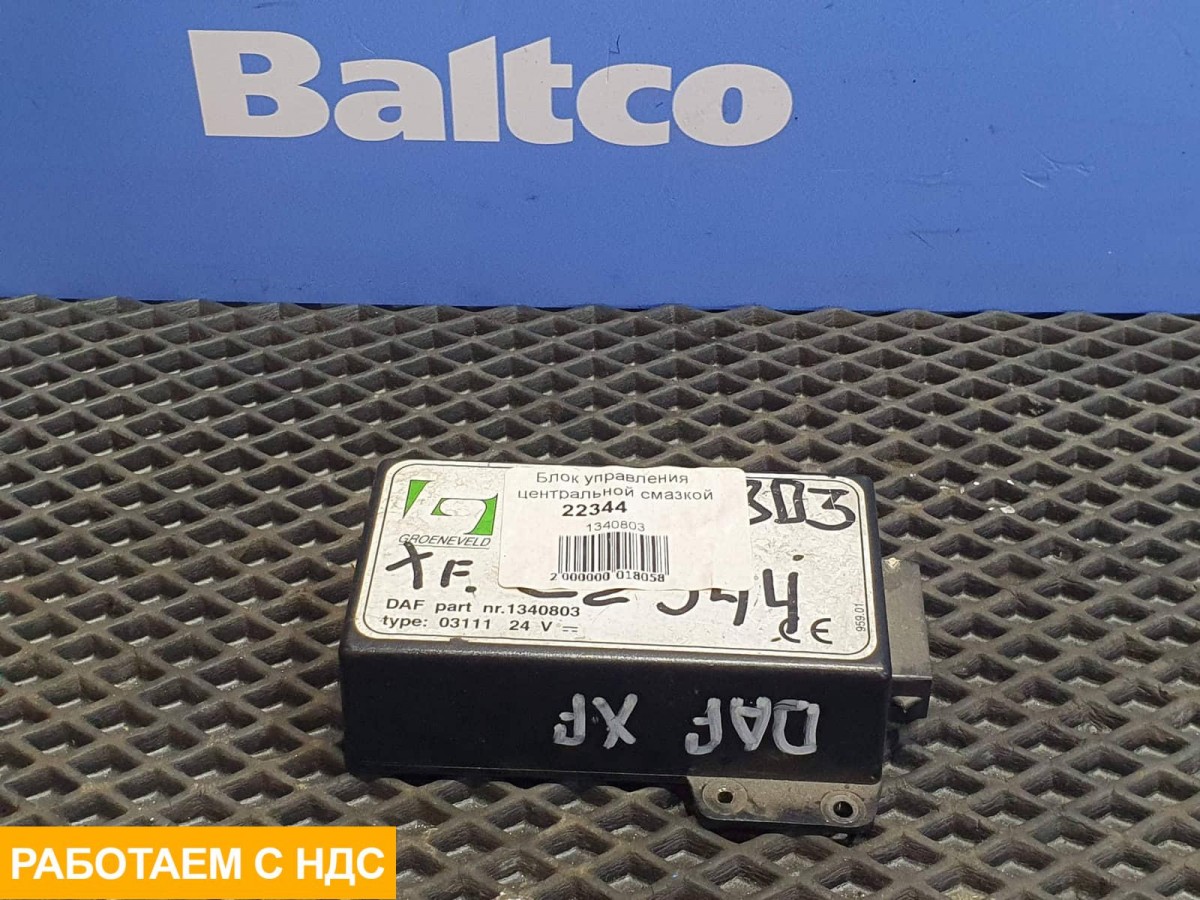 Baltco
Блок управления
центральной смазкой
22344
1340803
2 000000 018058
GROENEVELD
XF.
DAF part nr.1340803
type: 03111 24 V
CE
959.01
DAF XF
РАБОТАЕМ С НДС